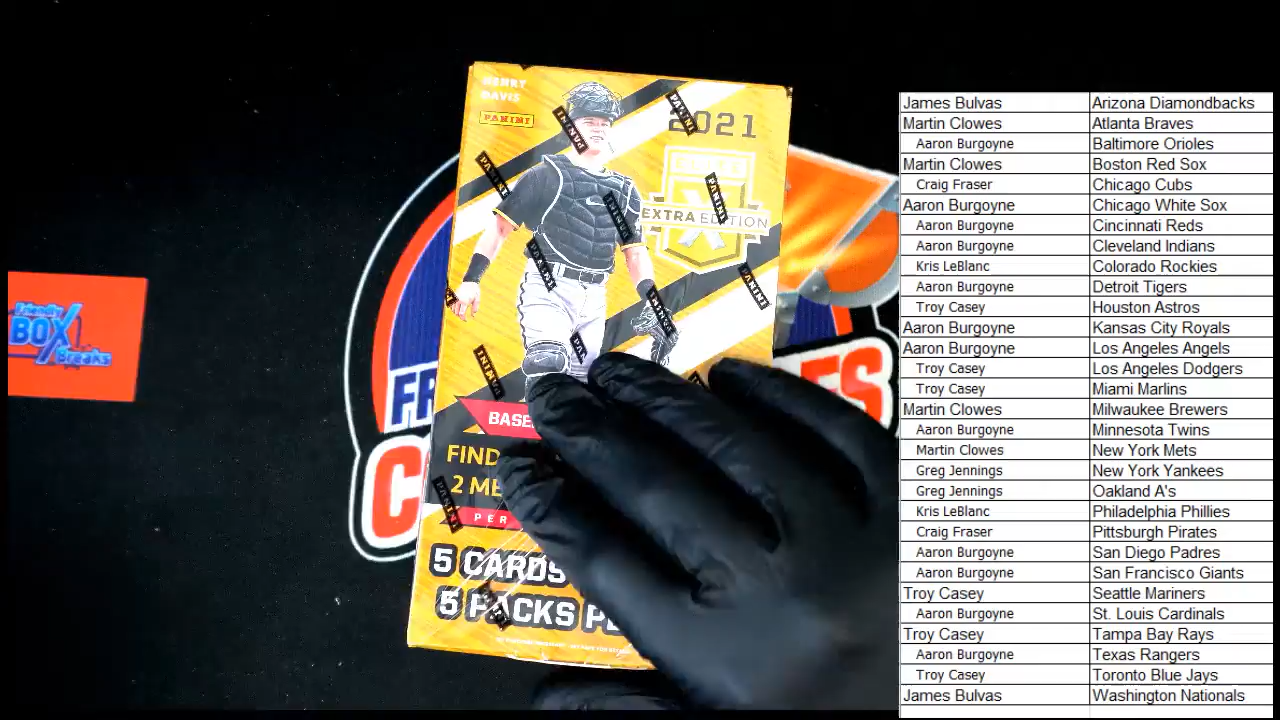 HENRY
DAVIS
PANINI
2021
EXTRA EDITION
BASE
FIND
2 ME
PER
5 CARDS
5 PACKS PE
Friendly
BOX
Breaks
FR
ES
C
James Bulvas Arizona Diamondbacks
Martin Clowes Atlanta Braves
Aaron Burgoyne Baltimore Orioles
Martin Clowes Boston Red Sox
Craig Fraser Chicago Cubs
Aaron Burgoyne Chicago White Sox
Aaron Burgoyne Cincinnati Reds
Aaron Burgoyne Cleveland Indians
Kris LeBlanc Colorado Rockies
Aaron Burgoyne Detroit Tigers
Troy Casey Houston Astros
Aaron Burgoyne Kansas City Royals
Aaron Burgoyne Los Angeles Angels
Troy Casey Los Angeles Dodgers
Troy Casey Miami Marlins
Martin Clowes Milwaukee Brewers
Aaron Burgoyne Minnesota Twins
Martin Clowes New York Mets
Greg Jennings New York Yankees
Greg Jennings Oakland A's
Kris LeBlanc Philadelphia Phillies
Craig Fraser Pittsburgh Pirates
Aaron Burgoyne San Diego Padres
Aaron Burgoyne San Francisco Giants
Troy Casey Seattle Mariners
Aaron Burgoyne St. Louis Cardinals
Troy Casey Tampa Bay Rays
Aaron Burgoyne Texas Rangers
Troy Casey Toronto Blue Jays
James Bulvas Washington Nationals